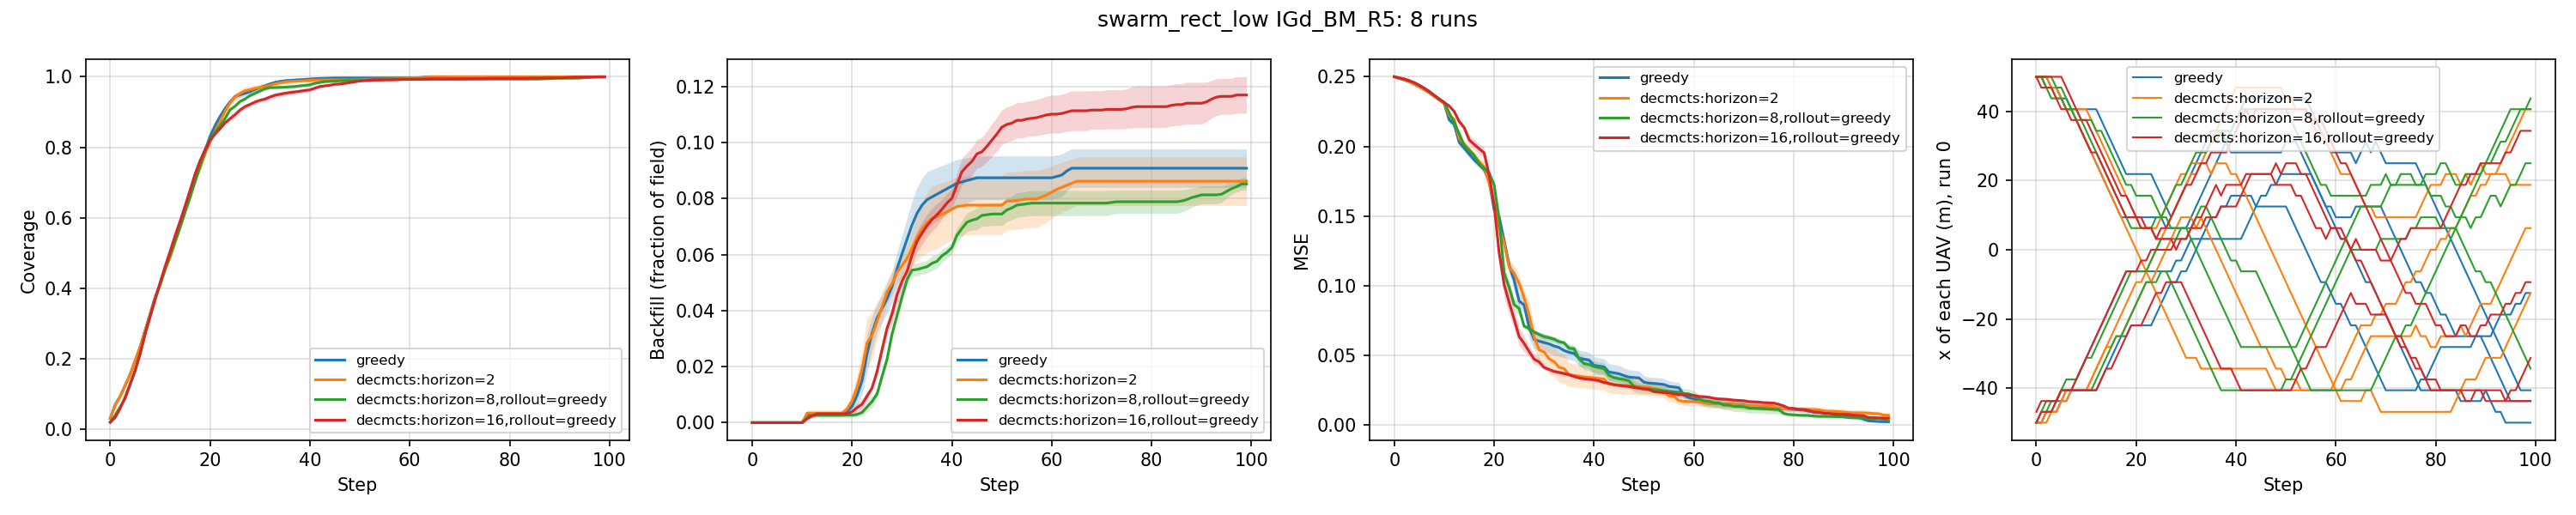 swarm_rect_low IGd_BM_R5: 8 runs
Coverage
1.0
0.8
0.6
0.4
0.2
0.0
greedy
decmcts:horizon=2
decmcts:horizon=8,rollout=greedy
decmcts:horizon=16,rollout=greedy
0 20 40 60 80 100
Step
Backfill (fraction of field)
0.12
0.10
0.08
0.06
0.04
0.02
0.00
greedy
decmcts:horizon=2
decmcts:horizon=8,rollout=greedy
decmcts:horizon=16,rollout=greedy
0 20 40 60 80 100
Step
MSE
0.25
0.20
0.15
0.10
0.05
0.00
greedy
decmcts:horizon=2
decmcts:horizon=8,rollout=greedy
decmcts:horizon=16,rollout=greedy
0 20 40 60 80 100
Step
x of each UAV (m), run 0
40
20
0
−20
−40
greedy
decmcts:horizon=2
decmcts:horizon=8,rollout=greedy
decmcts:horizon=16,rollout=greedy
0 20 40 60 80 100
Step